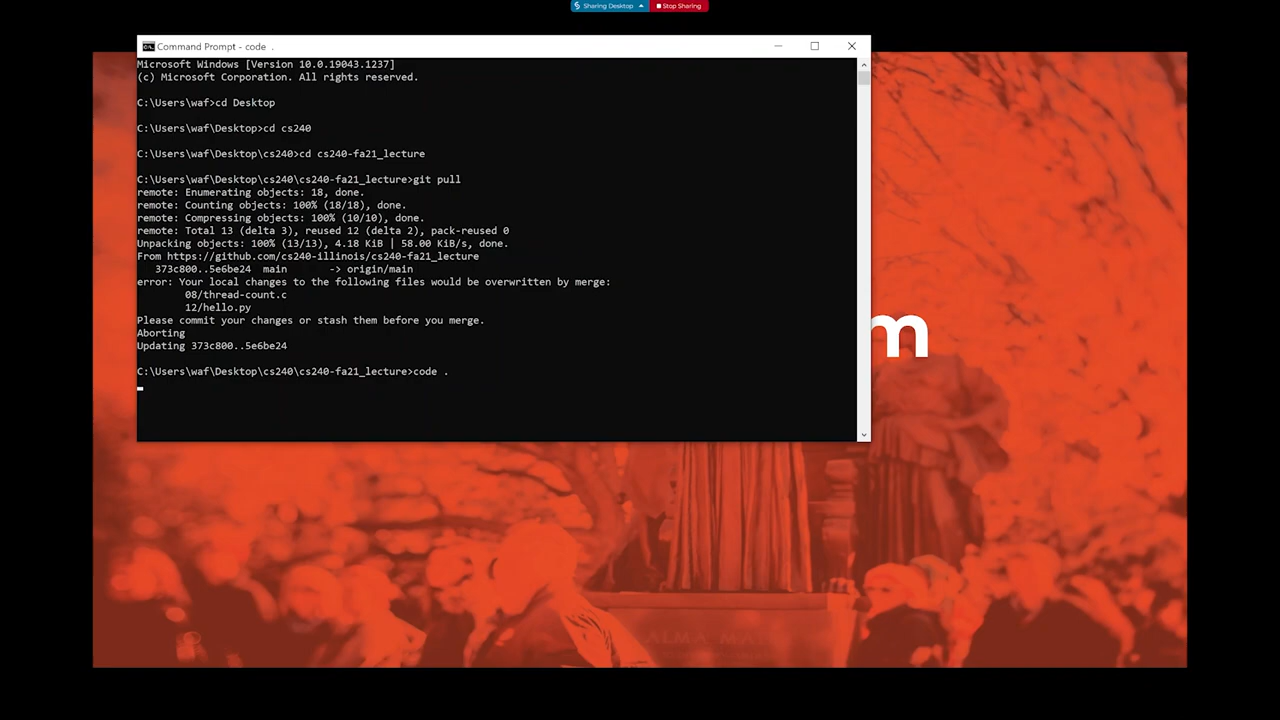 Sharing Desktop
Stop Sharing
Command Prompt - code .
Microsoft Windows [Version 10.0.19043.1237]
(c) Microsoft Corporation. All rights reserved.
C:\Users\waf>cd Desktop
C:\Users\waf\Desktop>cd cs240
C:\Users\waf\Desktop\cs240>cd cs240-fa21_lecture
C:\Users\waf\Desktop\cs240\cs240-fa21_lecture>git pull
remote: Enumerating objects: 18, done.
remote: Counting objects: 100% (18/18), done.
remote: Compressing objects: 100% (10/10), done.
remote: Total 13 (delta 3), reused 12 (delta 2), pack-reused 0
Unpacking objects: 100% (13/13), 4.18 KiB | 58.00 KiB/s, done.
From https://github.com/cs240-illinois/cs240-fa21_lecture
   373c800..5e6be24  main       -> origin/main
error: Your local changes to the following files would be overwritten by merge:
        08/thread-count.c
        12/hello.py
Please commit your changes or stash them before you merge.
Aborting
Updating 373c800..5e6be24
C:\Users\waf\Desktop\cs240\cs240-fa21_lecture>code .
m
ALMA MA